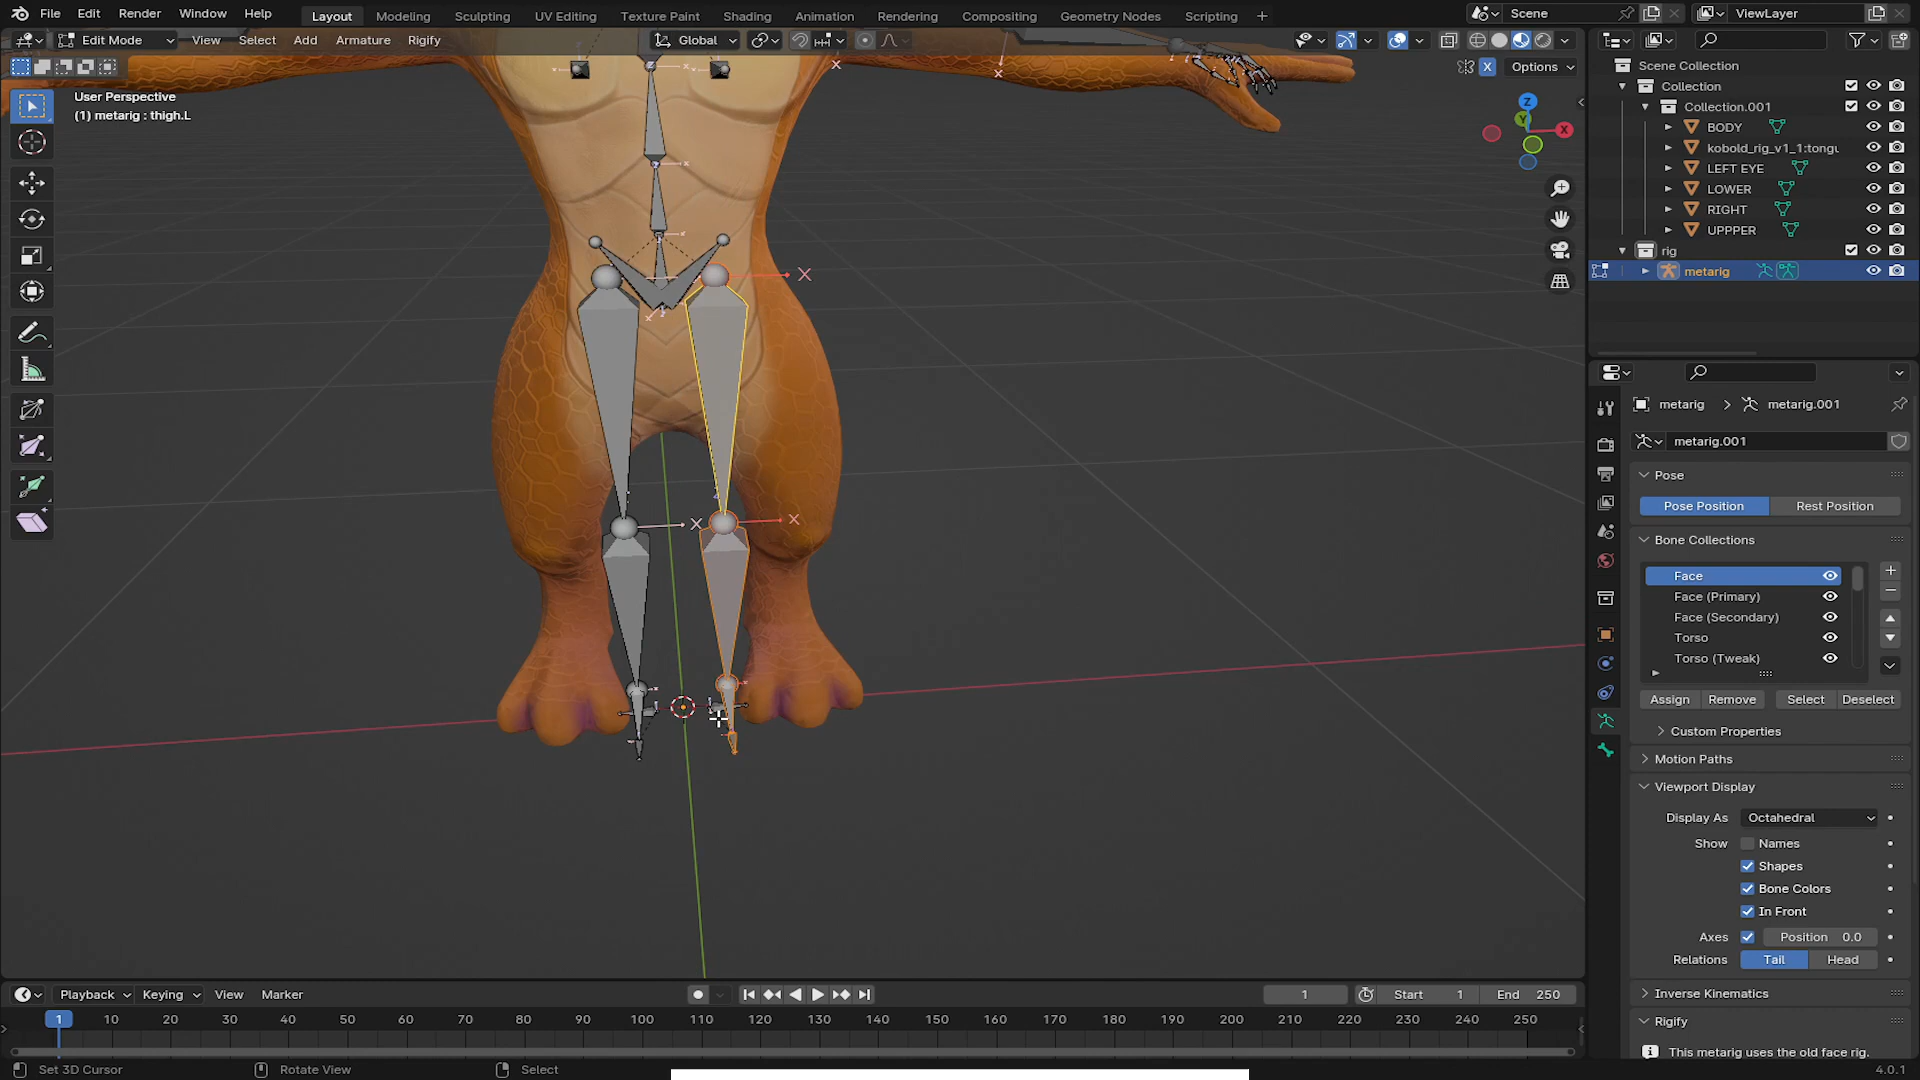 File Edit Render Window Help Layout Modeling Sculpting UV Editing Texture Paint Shading Animation Rendering Compositing Geometry Nodes Scripting + Scene ViewLayer
Edit Mode View Select Add Armature Rigify Global
X Options
User Perspective
(1) metarig : thigh.L
Z
Y
X
Scene Collection
Collection
Collection.001
BODY
kobold_rig_v1_1:tongu
LEFT EYE
LOWER
RIGHT
UPPPER
rig
metarig
metarig > metarig.001
metarig.001
Pose
Pose Position Rest Position
Bone Collections
Face
Face (Primary)
Face (Secondary)
Torso
Torso (Tweak)
Assign Remove Select Deselect
Custom Properties
Motion Paths
Viewport Display
Display As Octahedral
Show Names
Shapes
Bone Colors
In Front
Axes Position 0.0
Relations Tail Head
Inverse Kinematics
Rigify
This metarig uses the old face rig.
Playback Keying View Marker 1 Start 1 End 250
1 10 20 30 40 50 60 70 80 90 100 110 120 130 140 150 160 170 180 190 200 210 220 230 240 250
Set 3D Cursor Rotate View Select 4.0.1